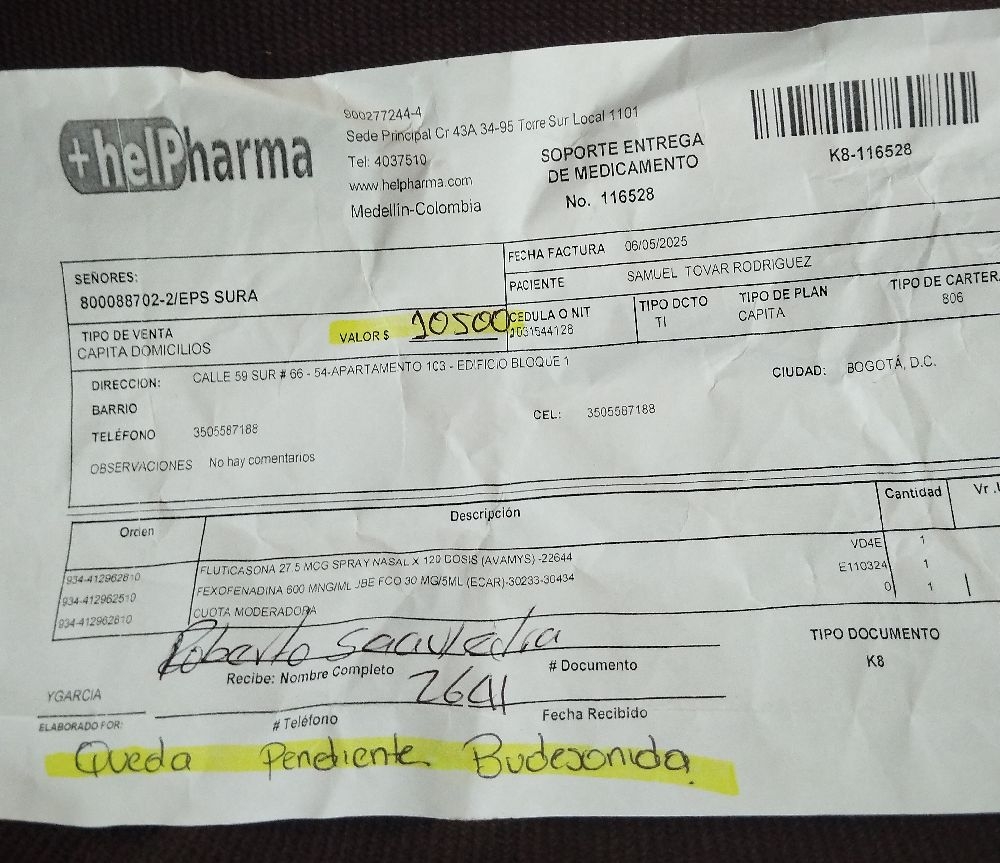 +helPharma
900277244-4
Sede Principal Cr 43A 34-95 Torre Sur Local 1101
Tel: 4037510
www.helpharma.com
Medellín-Colombia
SOPORTE ENTREGA
DE MEDICAMENTO
No. 116528
K8-116528
SEÑORES:
800088702-2/EPS SURA
FECHA FACTURA 06/05/2025
PACIENTE SAMUEL TOVAR RODRIGUEZ
TIPO DE VENTA
CAPITA DOMICILIOS
VALOR $ 10500
CEDULA O NIT
1031544128
TIPO DCTO
TI
TIPO DE PLAN
CAPITA
TIPO DE CARTER
806
DIRECCION: CALLE 59 SUR # 66 - 54-APARTAMENTO 103 - EDIFICIO BLOQUE 1
CIUDAD: BOGOTÁ, D.C.
BARRIO
TELÉFONO 3505587188
CEL: 3505587188
OBSERVACIONES No hay comentarios
Orden Descripción Cantidad Vr.
934-412962810 FLUTICASONA 27.5 MCG SPRAY NASAL X 120 DOSIS (AVAMYS) -22644 VD4E 1
934-412962510 FEXOFENADINA 600 MNG/ML JBE FCO 30 MG/5ML (ECAR)-30233-30434 E110324 1
934-412962610 CUOTA MODERADORA 0 1
Roberto Saavedra
Recibe: Nombre Completo # Documento
TIPO DOCUMENTO
K8
2641
YGARCIA
ELABORADO POR: # Teléfono Fecha Recibido
Queda Pendiente Budesonida